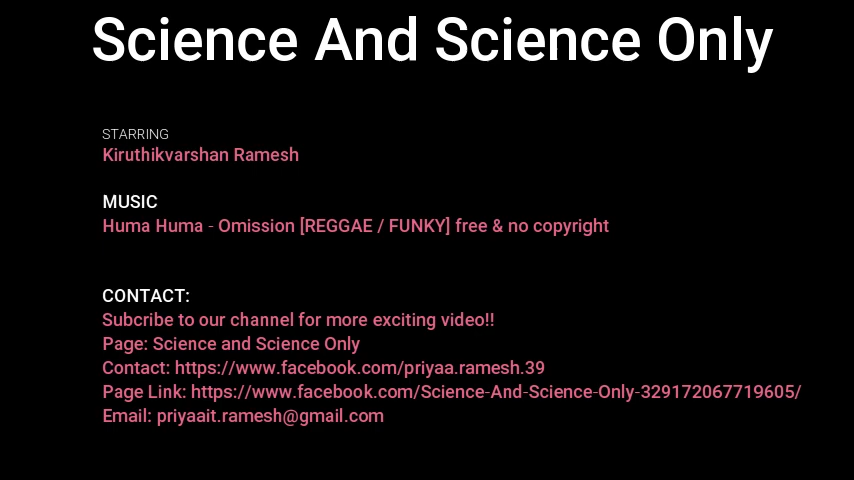 Science And Science Only
STARRING
Kiruthikvarshan Ramesh
MUSIC
Huma Huma - Omission [REGGAE / FUNKY] free & no copyright
CONTACT:
Subcribe to our channel for more exciting video!!
Page: Science and Science Only
Contact: https://www.facebook.com/priyaa.ramesh.39
Page Link: https://www.facebook.com/Science-And-Science-Only-329172067719605/
Email: priyaait.ramesh@gmail.com